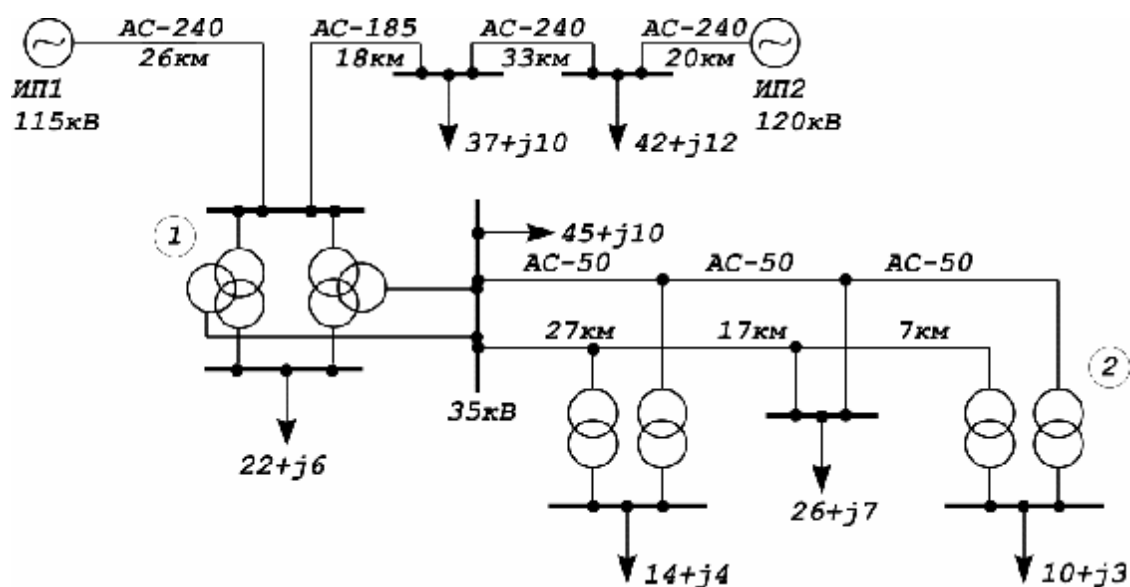 АС-240
26км
ИП1
115кВ
АС-185
18км
АС-240
33км
АС-240
20км
ИП2
120кВ
37+j10
42+j12
1
45+j10
АС-50
АС-50
АС-50
27км
17км
7км
2
35кВ
22+j6
26+j7
14+j4
10+j3